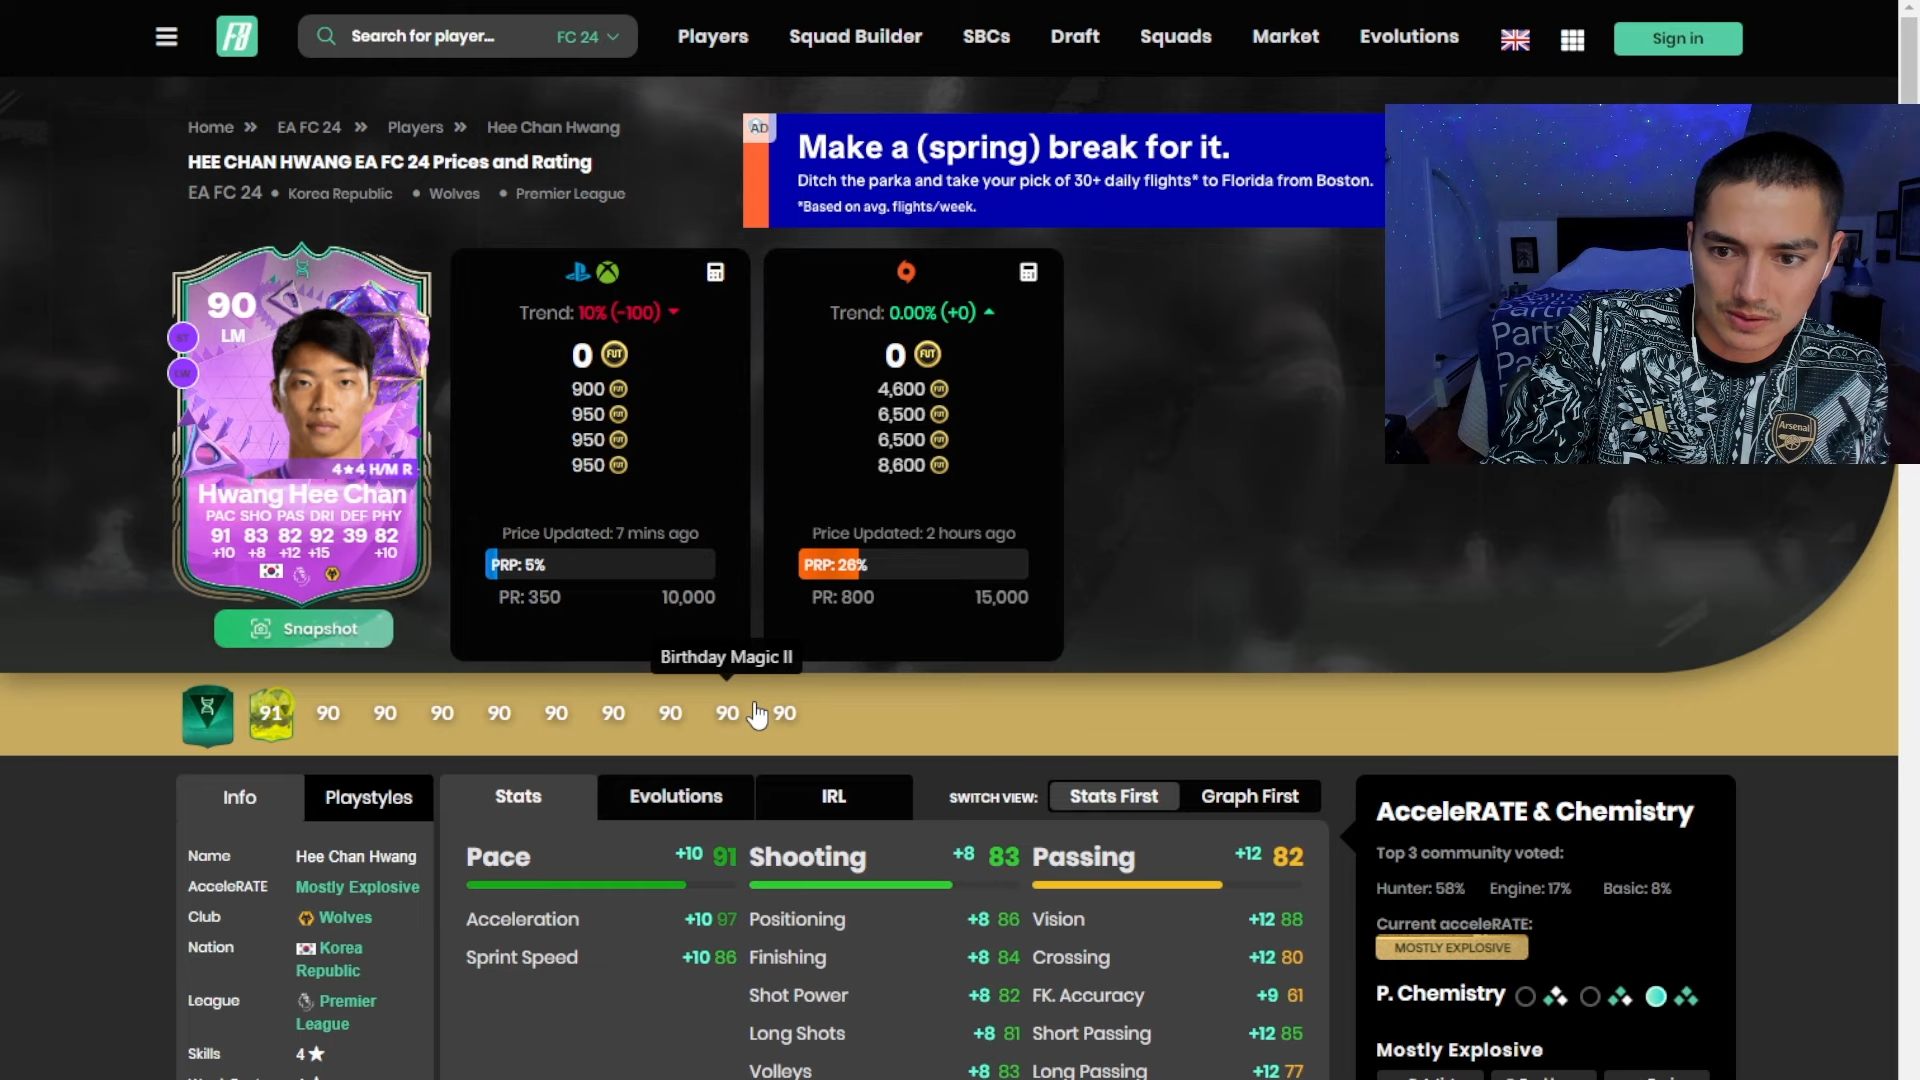 Search for player...
FC 24
Players
Squad Builder
SBCs
Draft
Squads
Market
Evolutions
Sign in
Home » EA FC 24 » Players » Hee Chan Hwang
HEE CHAN HWANG EA FC 24 Prices and Rating
EA FC 24 • Korea Republic • Wolves • Premier League
AD
Make a (spring) break for it.
Ditch the parka and take your pick of 30+ daily flights* to Florida from Boston.
*Based on avg. flights/week.
90
LM
ST
LW
4★4 H/M R
Hwang Hee Chan
PAC SHO PAS DRI DEF PHY
91 83 82 92 39 82
+10 +8 +12 +15 +10
Snapshot
Trend: 10% (-100)
0
900
950
950
950
Price Updated: 7 mins ago
PRP: 5%
PR: 350 10,000
Trend: 0.00% (+0)
0
4,600
6,500
6,500
8,600
Price Updated: 2 hours ago
PRP: 26%
PR: 800 15,000
Arsenal
Birthday Magic II
91 90 90 90 90 90 90 90 90 90
Info
Playstyles
Name Hee Chan Hwang
AcceleRATE Mostly Explosive
Club Wolves
Nation Korea
Republic
League Premier
League
Skills 4 ★
Stats
Evolutions
IRL
SWITCH VIEW:
Stats First
Graph First
Pace +10 91
Acceleration +10 97
Sprint Speed +10 86
Shooting +8 83
Positioning +8 86
Finishing +8 84
Shot Power +8 82
Long Shots +8 81
Volleys +8 83
Passing +12 82
Vision +12 88
Crossing +12 80
FK. Accuracy +9 61
Short Passing +12 85
Long Passing +12 77
AcceleRATE & Chemistry
Top 3 community voted:
Hunter: 58% Engine: 17% Basic: 8%
Current acceleRATE:
MOSTLY EXPLOSIVE
P. Chemistry
Mostly Explosive